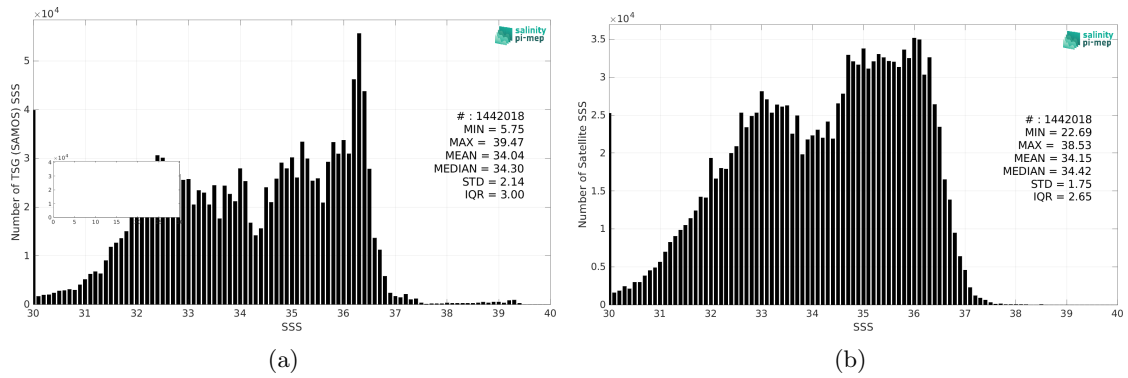 ×10⁴
salinity
pi-mep
Number of TSG (SAMOS) SSS
5
4
3
2
1
0
# : 1442018
MIN = 5.75
MAX = 39.47
MEAN = 34.04
MEDIAN = 34.30
STD = 2.14
IQR = 3.00
×10⁴
4
2
0
0 5 10 15
30 31 32 33 34 35 36 37 38 39 40
SSS
(a)
×10⁴
salinity
pi-mep
Number of Satellite SSS
3.5
3
2.5
2
1.5
1
0.5
0
# : 1442018
MIN = 22.69
MAX = 38.53
MEAN = 34.15
MEDIAN = 34.42
STD = 1.75
IQR = 2.65
30 31 32 33 34 35 36 37 38 39 40
SSS
(b)